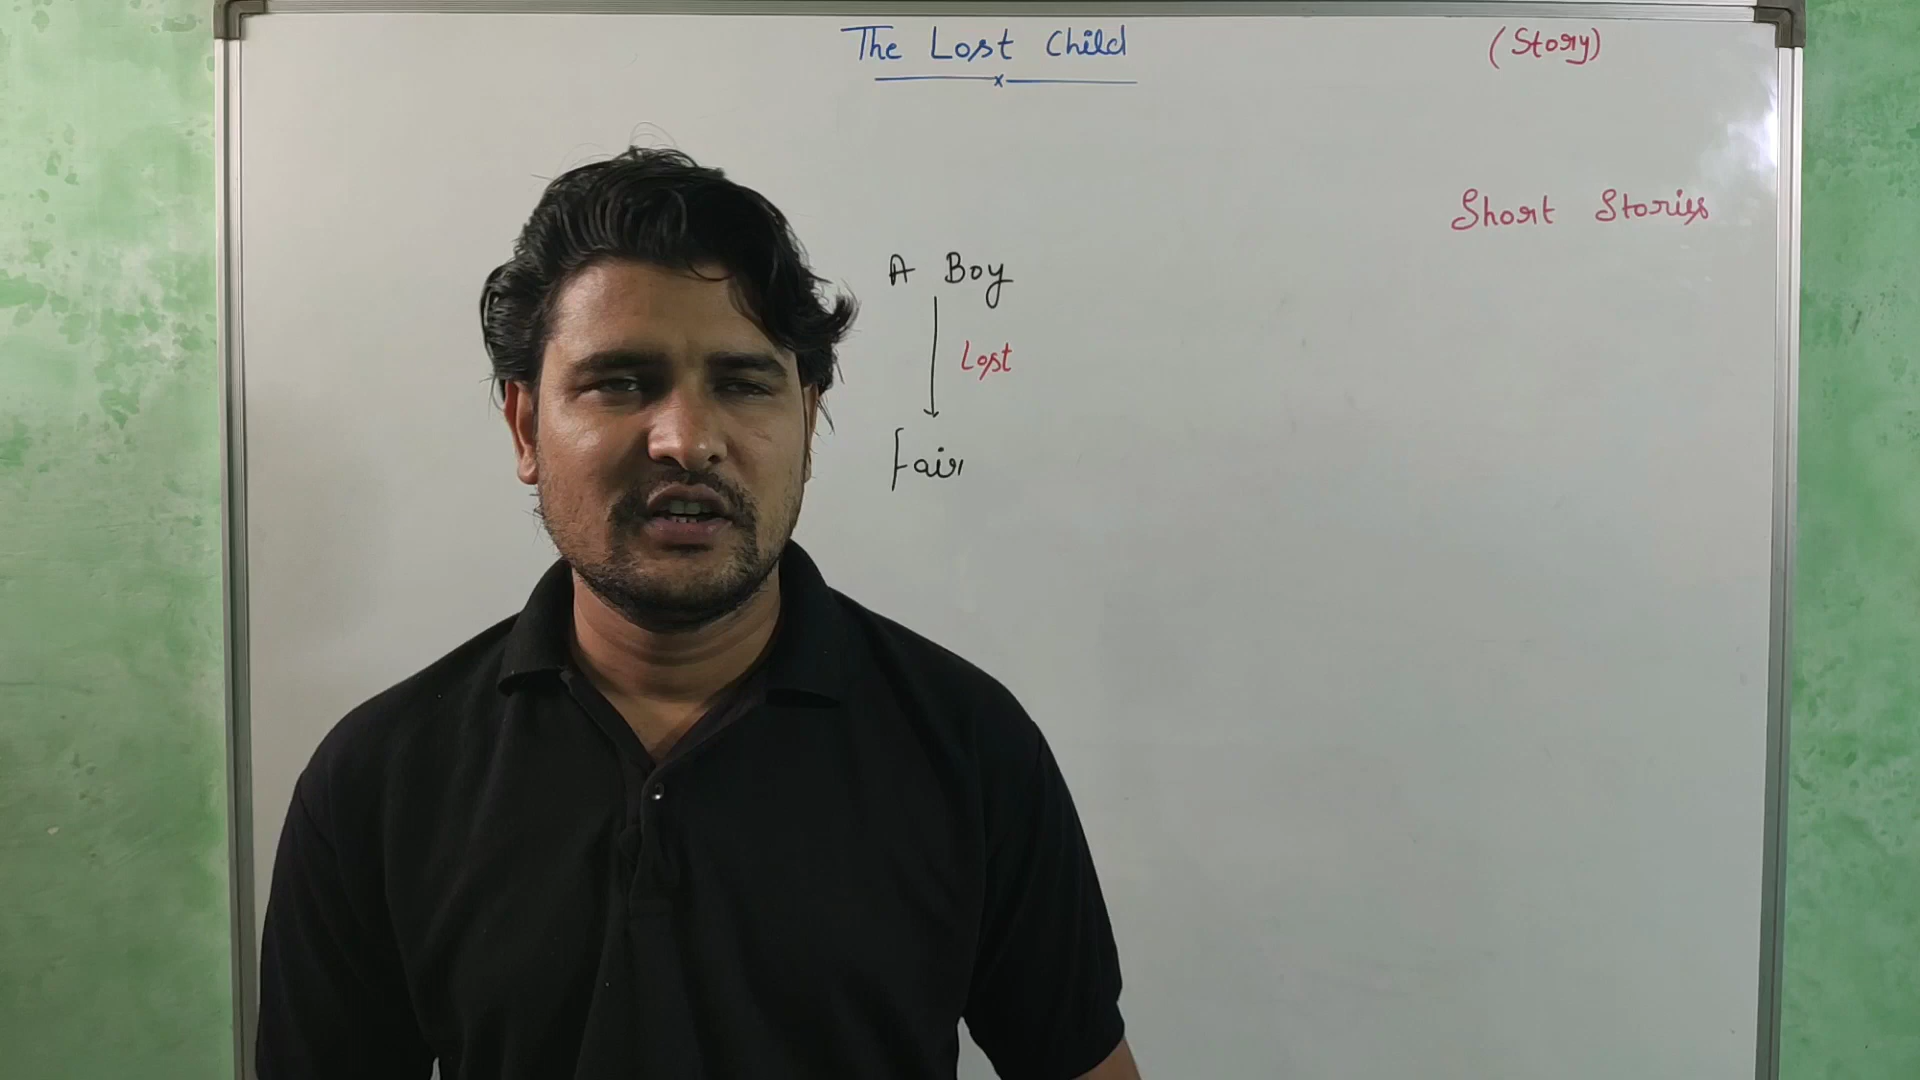 The Lost Child
(Story)
Short Stories
A Boy
Lost
Fair